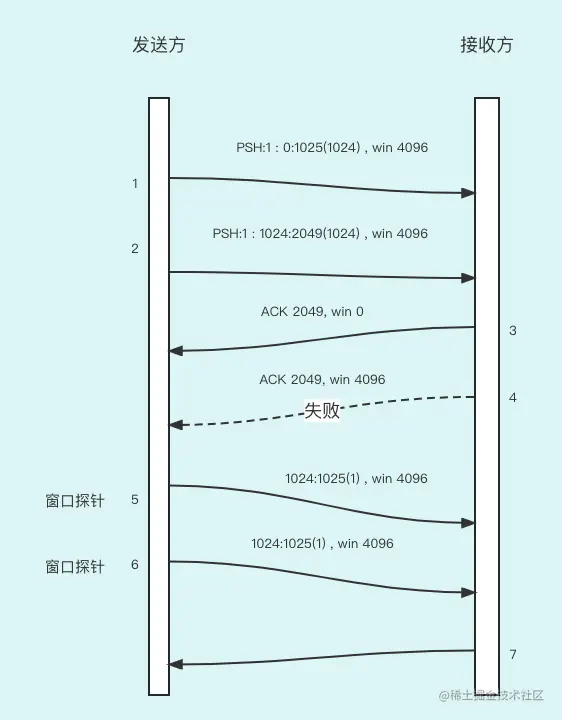 发送方
接收方
PSH:1 : 0:1025(1024) , win 4096
1
PSH:1 : 1024:2049(1024) , win 4096
2
ACK 2049, win 0
3
ACK 2049, win 4096
4
失败
1024:1025(1) , win 4096
窗口探针 5
1024:1025(1) , win 4096
窗口探针 6
7
@稀土掘金技术社区